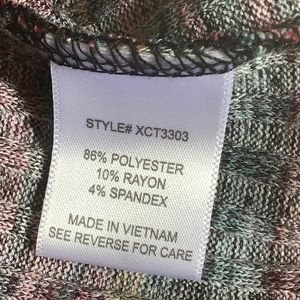 STYLE# XCT3303
86% POLYESTER
10% RAYON
4% SPANDEX
MADE IN VIETNAM
SEE REVERSE FOR CARE